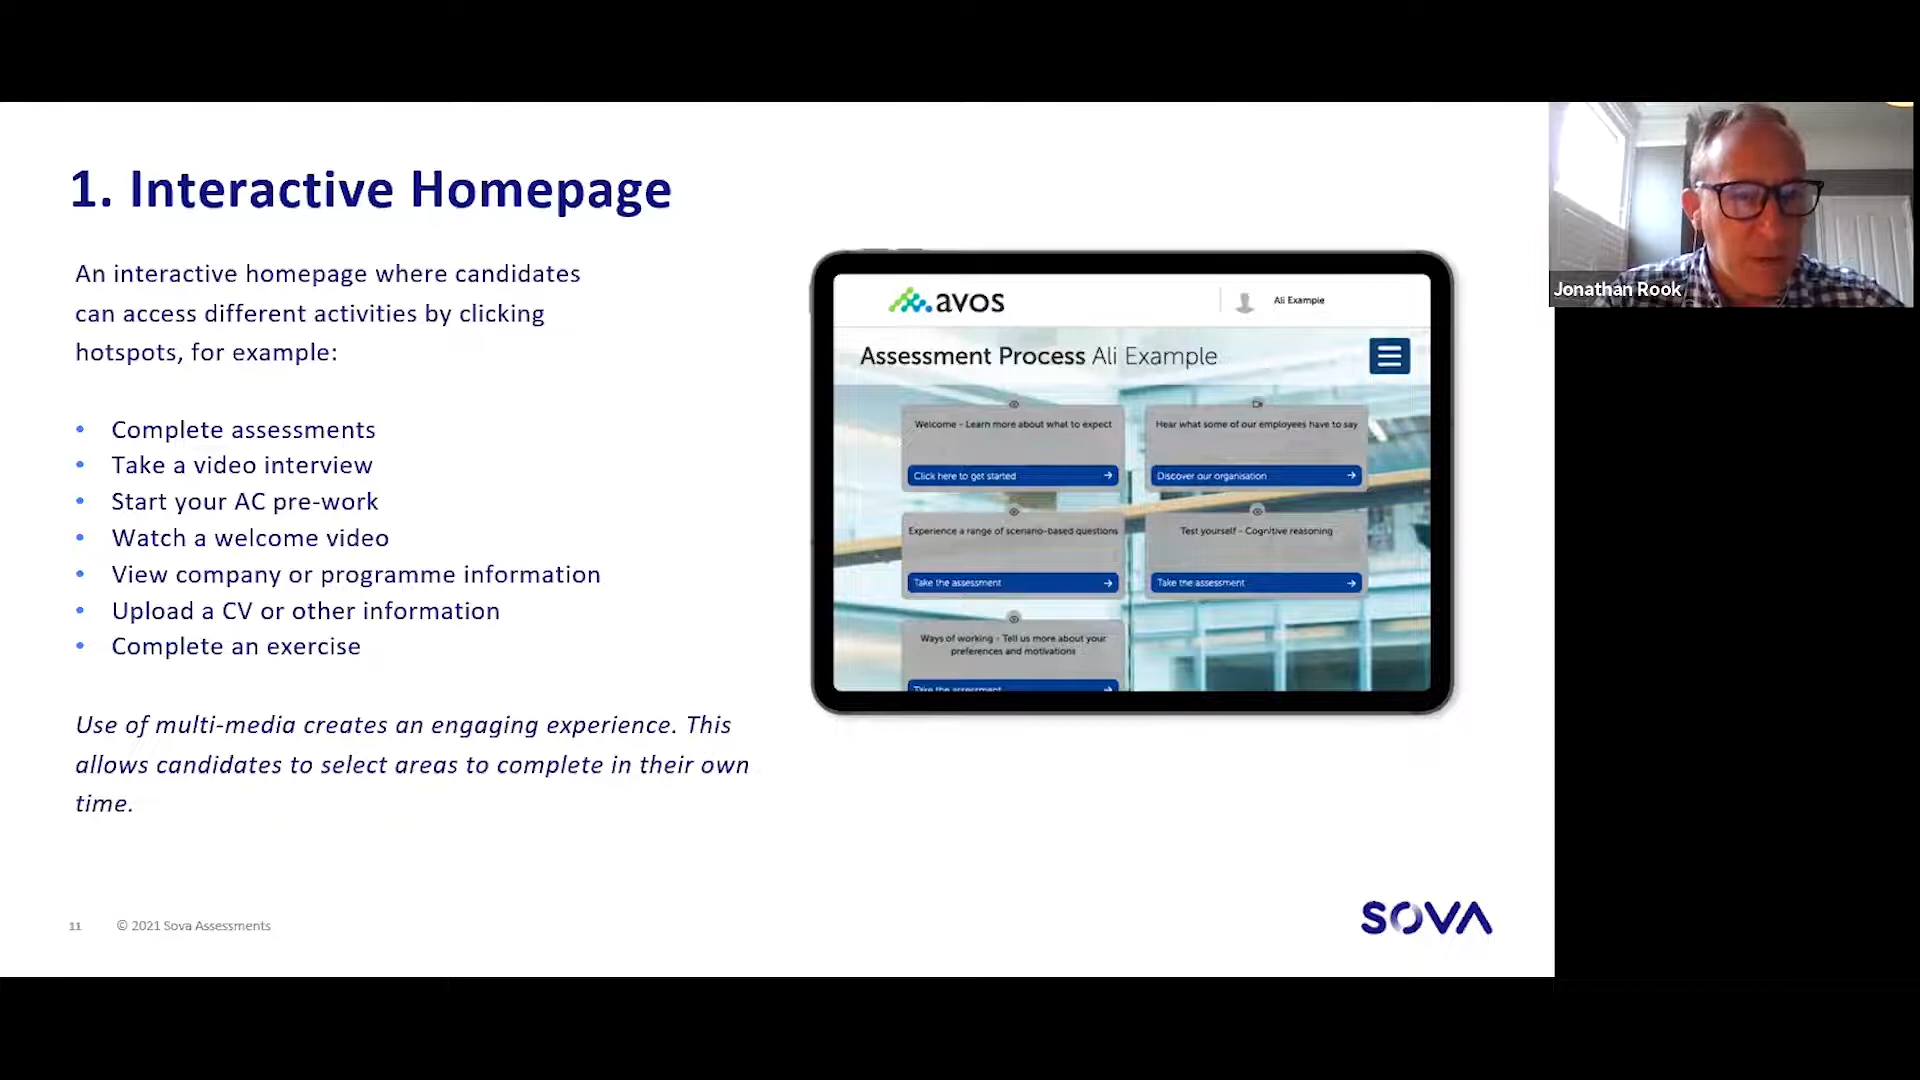 1. Interactive Homepage
An interactive homepage where candidates
can access different activities by clicking
hotspots, for example:
• Complete assessments
• Take a video interview
• Start your AC pre-work
• Watch a welcome video
• View company or programme information
• Upload a CV or other information
• Complete an exercise
Use of multi-media creates an engaging experience. This
allows candidates to select areas to complete in their own
time.
avos
Ali Example
Assessment Process Ali Example
Welcome - Learn more about what to expect
Click here to get started
Hear what some of our employees have to say
Discover our organisation
Experience a range of scenario-based questions
Take the assessment
Test yourself - Cognitive reasoning
Take the assessment
Ways of working - Tell us more about your
preferences and motivations
Take the assessment
Jonathan Rook
11
© 2021 Sova Assessments
SOVA